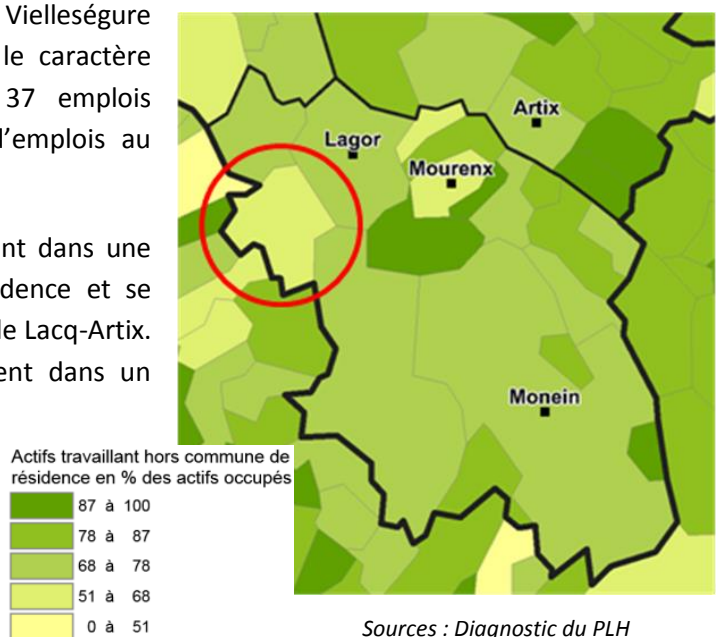 Vielleségure
le caractère
37 emplois
l'emplois au
ent dans une
idence et se
le Lacq-Artix.
ent dans un
Artix
Lagor
Mourenx
Monein
Actifs travaillant hors commune de
résidence en % des actifs occupés
87 à 100
78 à 87
68 à 78
51 à 68
0 à 51
Sources : Diagnostic du PLH